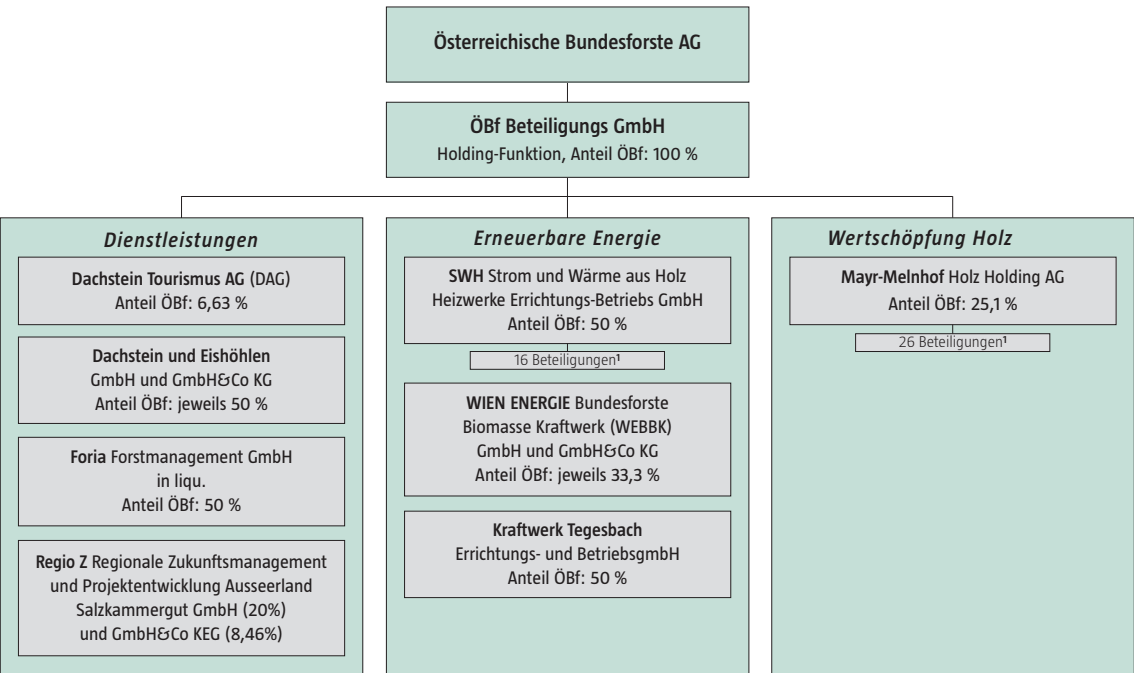 Österreichische Bundesforste AG
ÖBf Beteiligungs GmbH
Holding-Funktion, Anteil ÖBf: 100 %
Dienstleistungen
Dachstein Tourismus AG (DAG)
Anteil ÖBf: 6,63 %
Dachstein und Eishöhlen
GmbH und GmbH&Co KG
Anteil ÖBf: jeweils 50 %
Foria Forstmanagement GmbH
in liqu.
Anteil ÖBf: 50 %
Regio Z Regionale Zukunftsmanagement
und Projektentwicklung Ausseerland
Salzkammergut GmbH (20%)
und GmbH&Co KEG (8,46%)
Erneuerbare Energie
SWH Strom und Wärme aus Holz
Heizwerke Errichtungs-Betriebs GmbH
Anteil ÖBf: 50 %
16 Beteiligungen¹
WIEN ENERGIE Bundesforste
Biomasse Kraftwerk (WEBBK)
GmbH und GmbH&Co KG
Anteil ÖBf: jeweils 33,3 %
Kraftwerk Tegesbach
Errichtungs- und BetriebsgmbH
Anteil ÖBf: 50 %
Wertschöpfung Holz
Mayr-Melnhof Holz Holding AG
Anteil ÖBf: 25,1 %
26 Beteiligungen¹